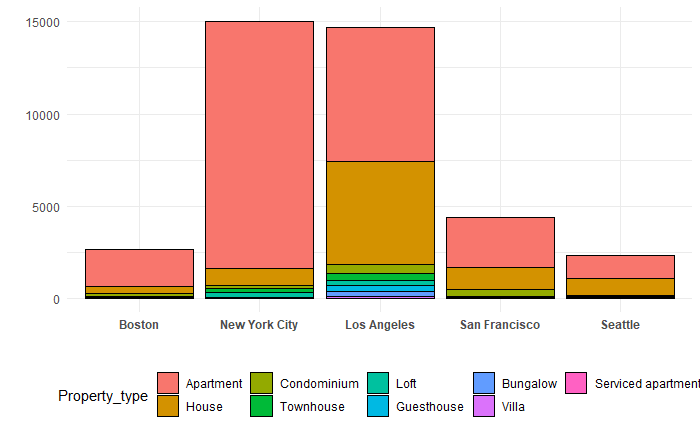 15000
10000
5000
0
Boston New York City Los Angeles San Francisco Seattle
Property_type
Apartment Condominium Loft Bungalow Serviced apartment
House Townhouse Guesthouse Villa